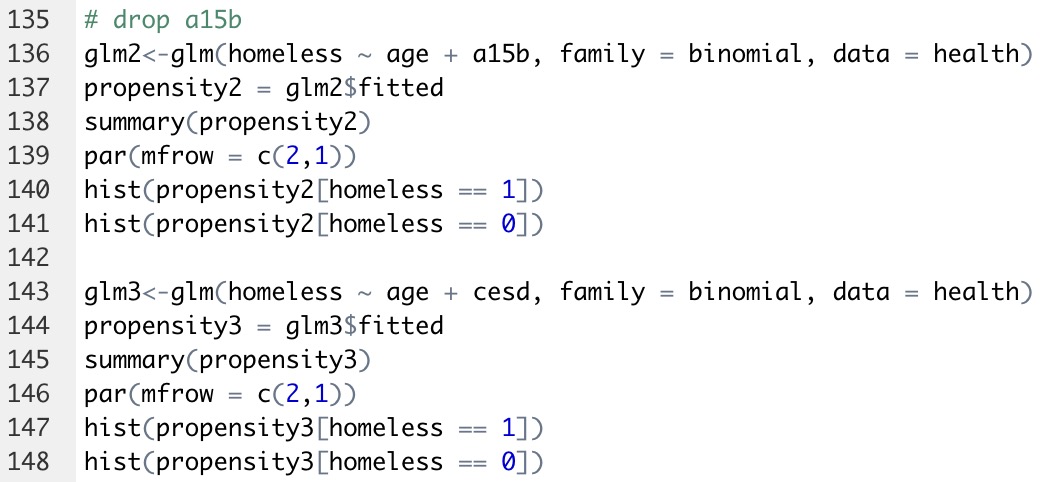 135 # drop a15b
136 glm2<-glm(homeless ~ age + a15b, family = binomial, data = health)
137 propensity2 = glm2$fitted
138 summary(propensity2)
139 par(mfrow = c(2,1))
140 hist(propensity2[homeless == 1])
141 hist(propensity2[homeless == 0])
142
143 glm3<-glm(homeless ~ age + cesd, family = binomial, data = health)
144 propensity3 = glm3$fitted
145 summary(propensity3)
146 par(mfrow = c(2,1))
147 hist(propensity3[homeless == 1])
148 hist(propensity3[homeless == 0])